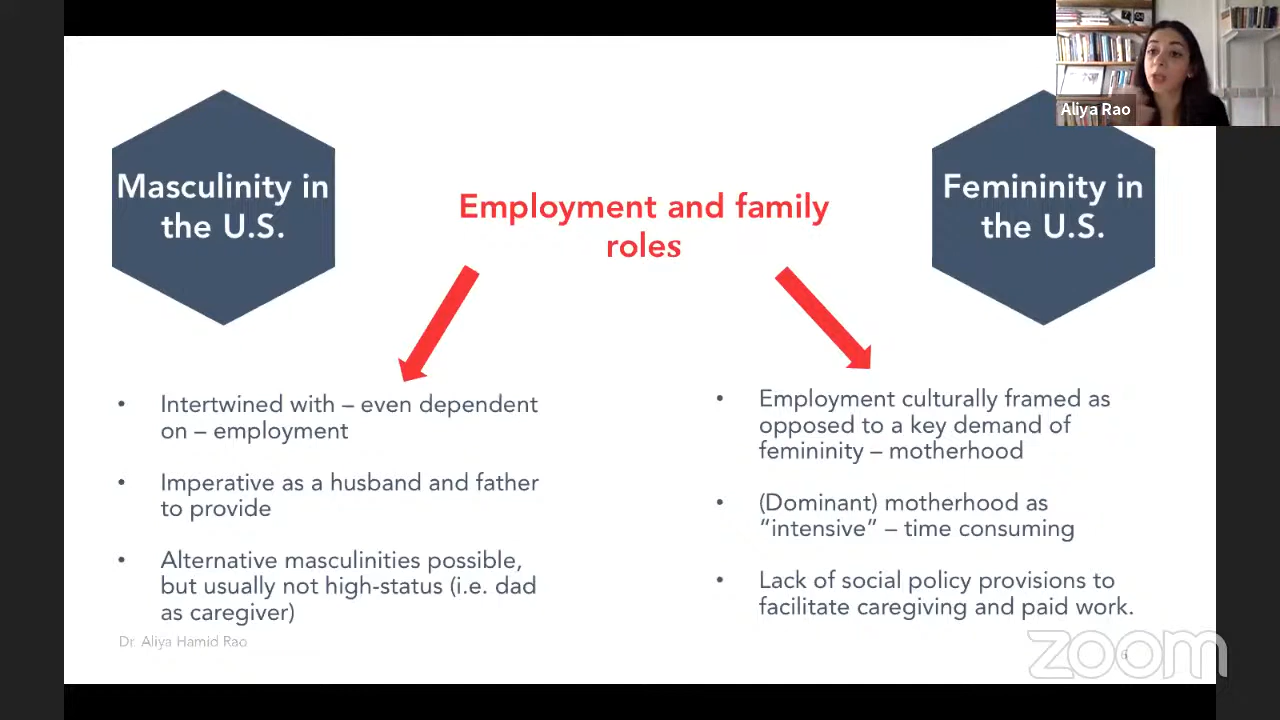 Aliya Rao
Masculinity in
the U.S.
Employment and family
roles
Femininity in
the U.S.
• Intertwined with – even dependent
on – employment
• Imperative as a husband and father
to provide
• Alternative masculinities possible,
but usually not high-status (i.e. dad
as caregiver)
• Employment culturally framed as
opposed to a key demand of
femininity – motherhood
• (Dominant) motherhood as
“intensive” – time consuming
• Lack of social policy provisions to
facilitate caregiving and paid work.
Dr. Aliya Hamid Rao
6
zoom